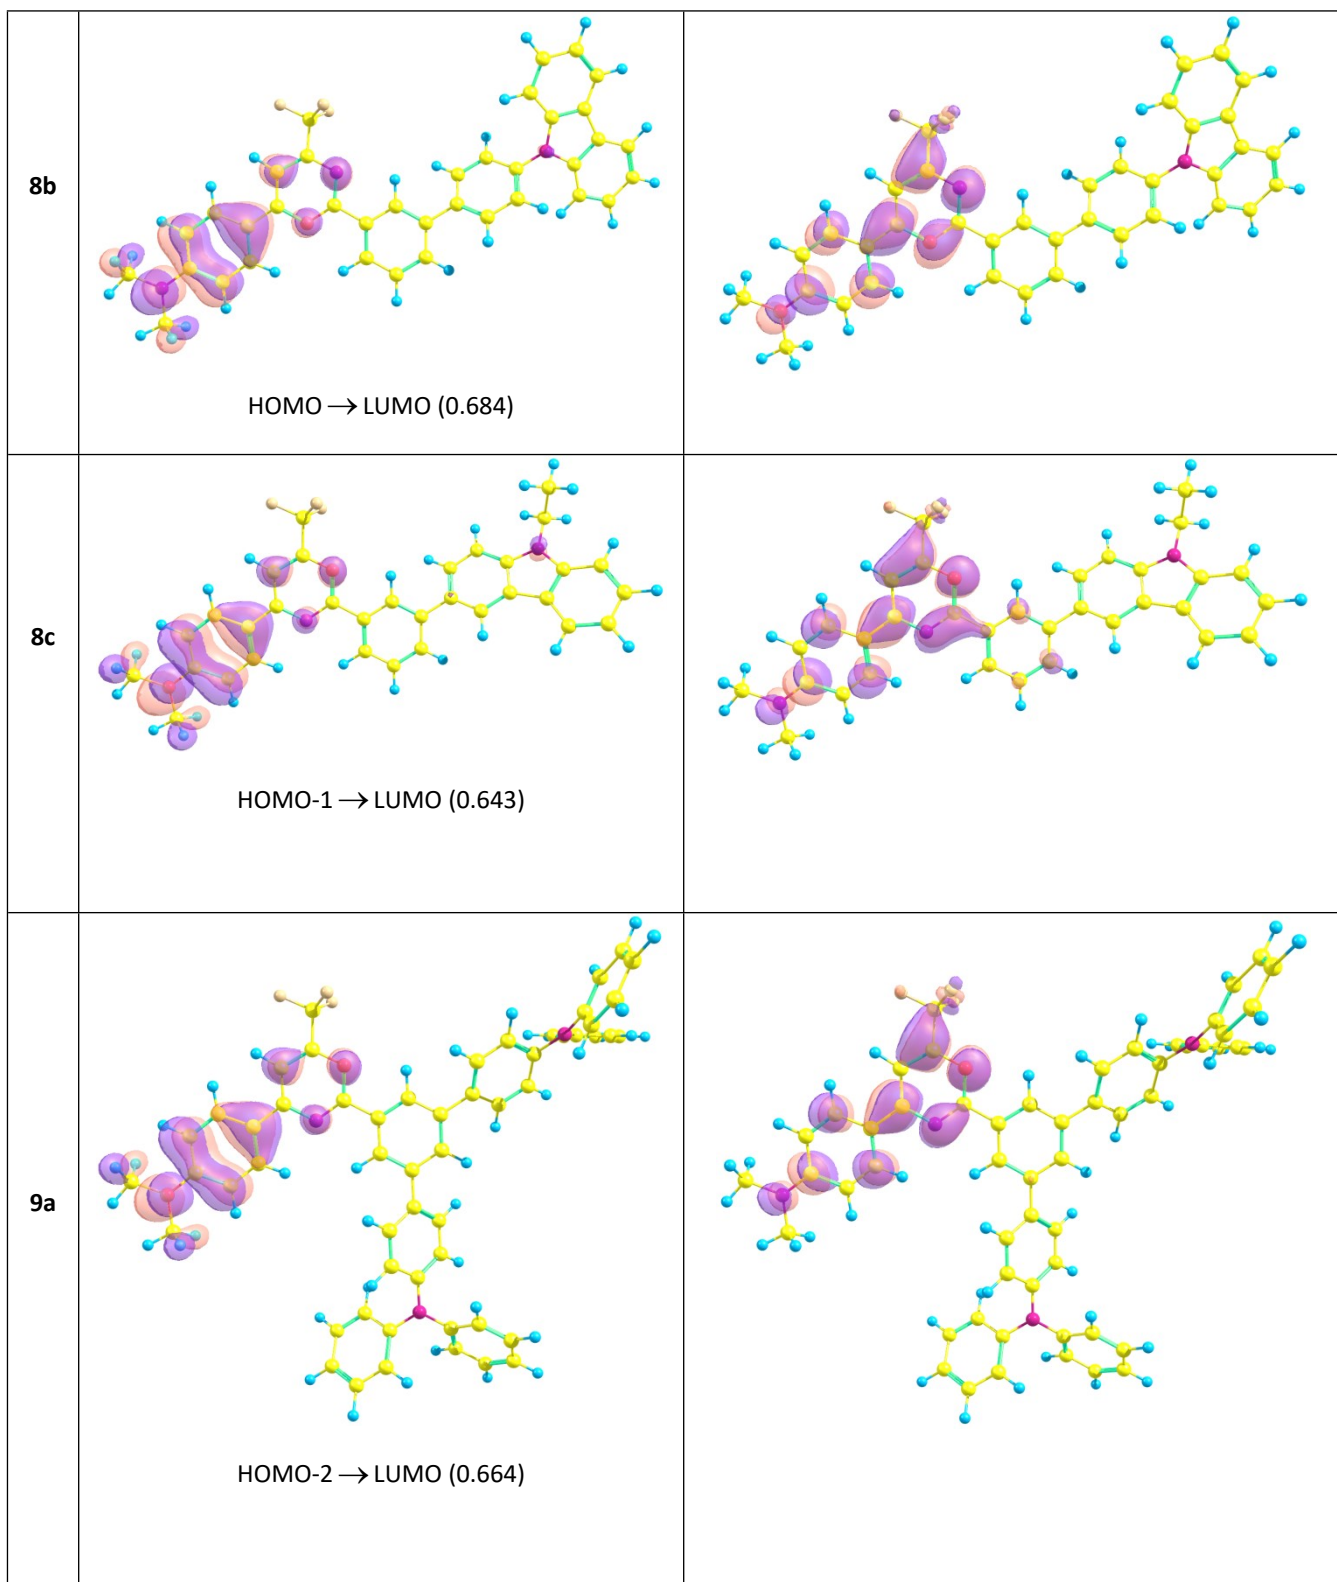 8b
HOMO → LUMO (0.684)
8c
HOMO-1 → LUMO (0.643)
9a
HOMO-2 → LUMO (0.664)